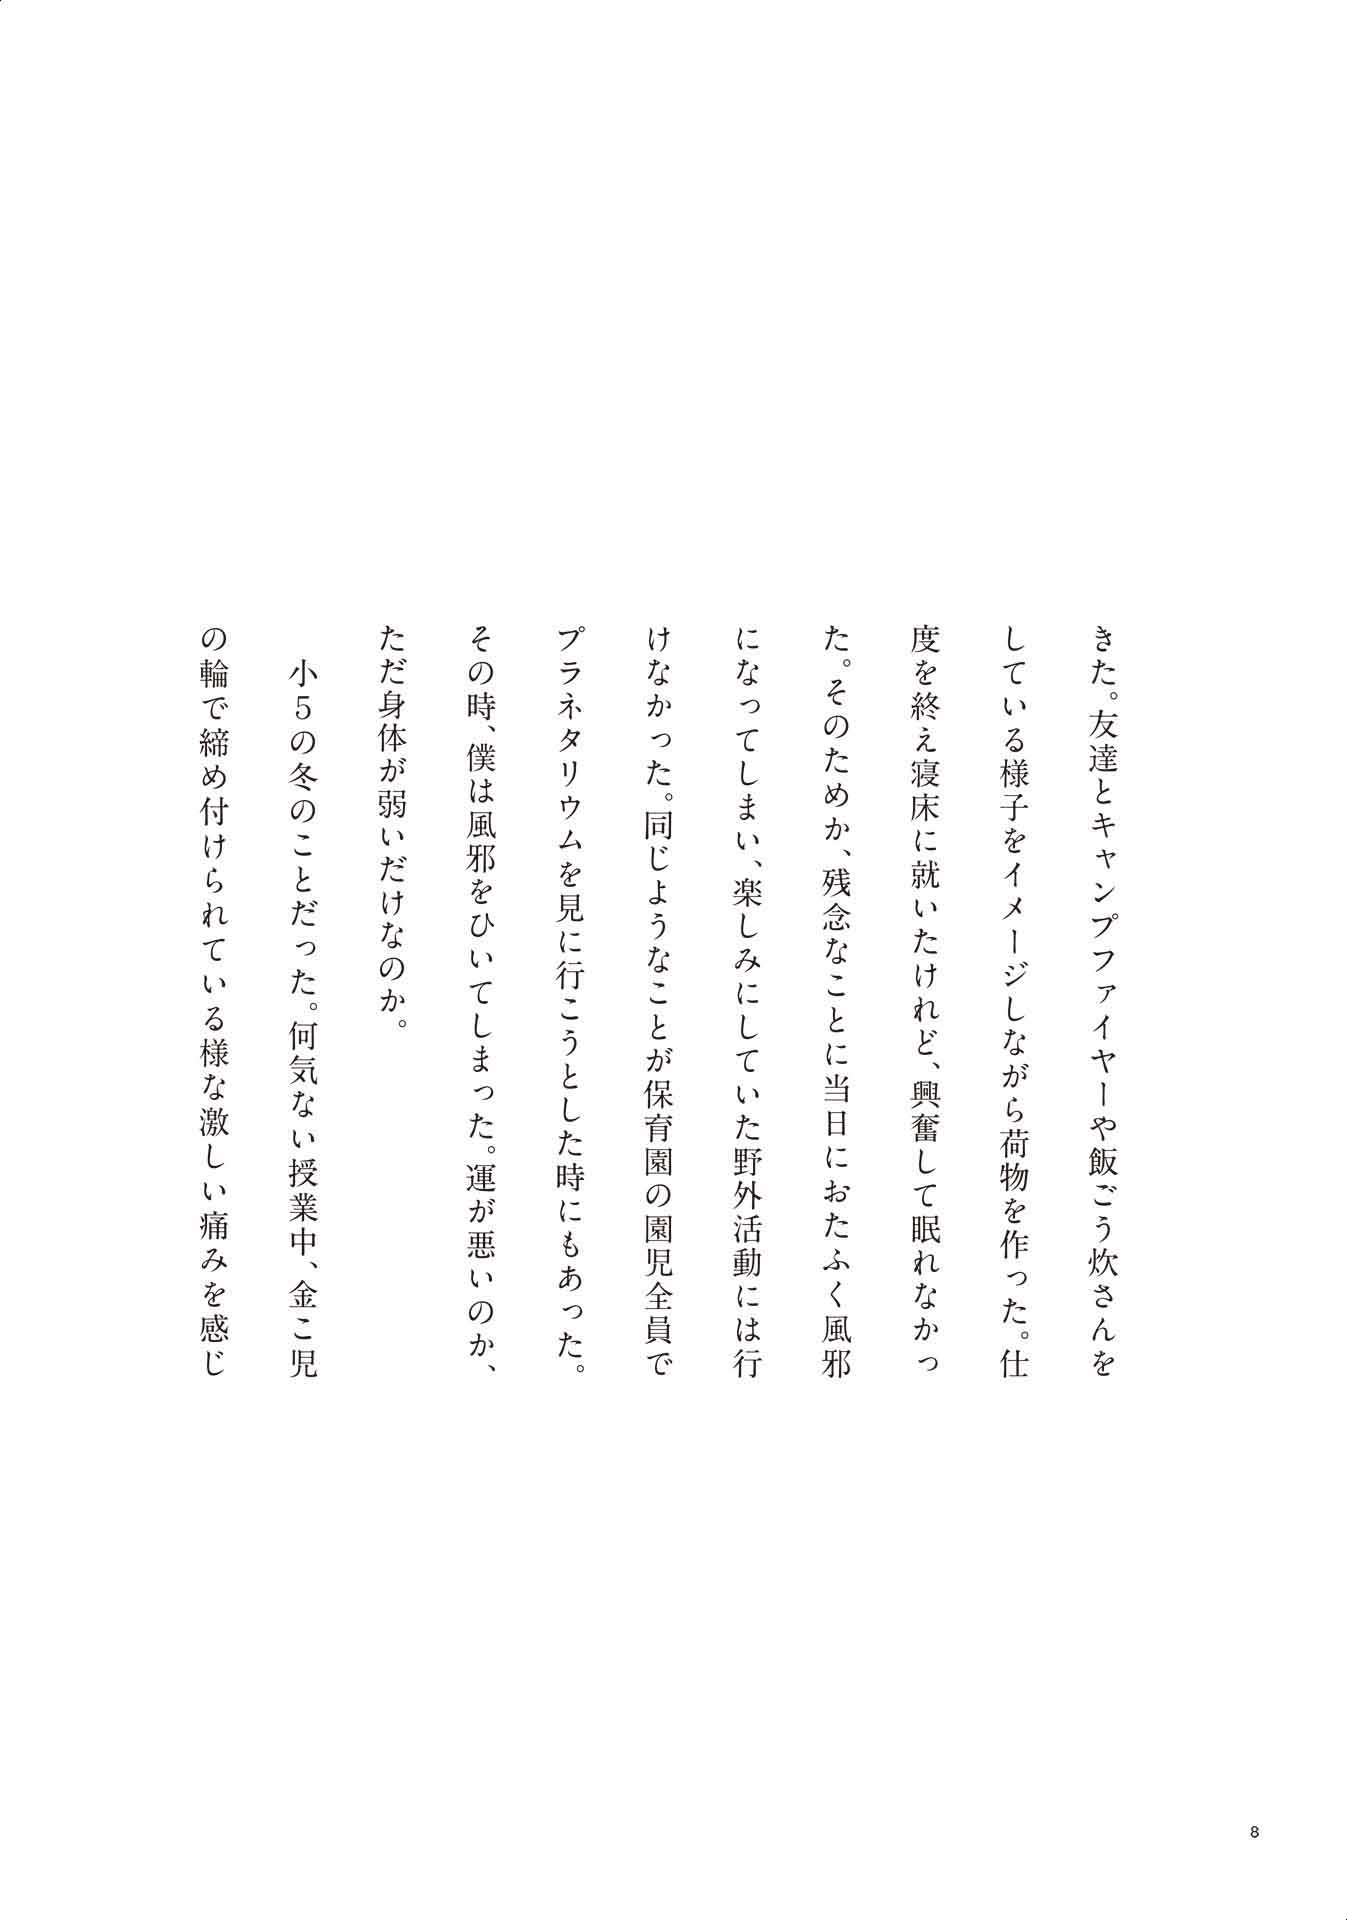 きた。友達とキャンプファイヤーや飯ごう炊さんを
している様子をイメージしながら荷物を作った。仕
度を終え寝床に就いたけれど、興奮して眠れなかっ
た。そのためか、残念なことに当日におたふく風邪
になってしまい、楽しみにしていた野外活動には行
けなかった。同じようなことが保育園の園児全員で
プラネタリウムを見に行こうとした時にもあった。
その時、僕は風邪をひいてしまった。運が悪いのか、
ただ身体が弱いだけなのか。
小５の冬のことだった。何気ない授業中、金こ児
の輪で締め付けられている様な激しい痛みを感じ
8